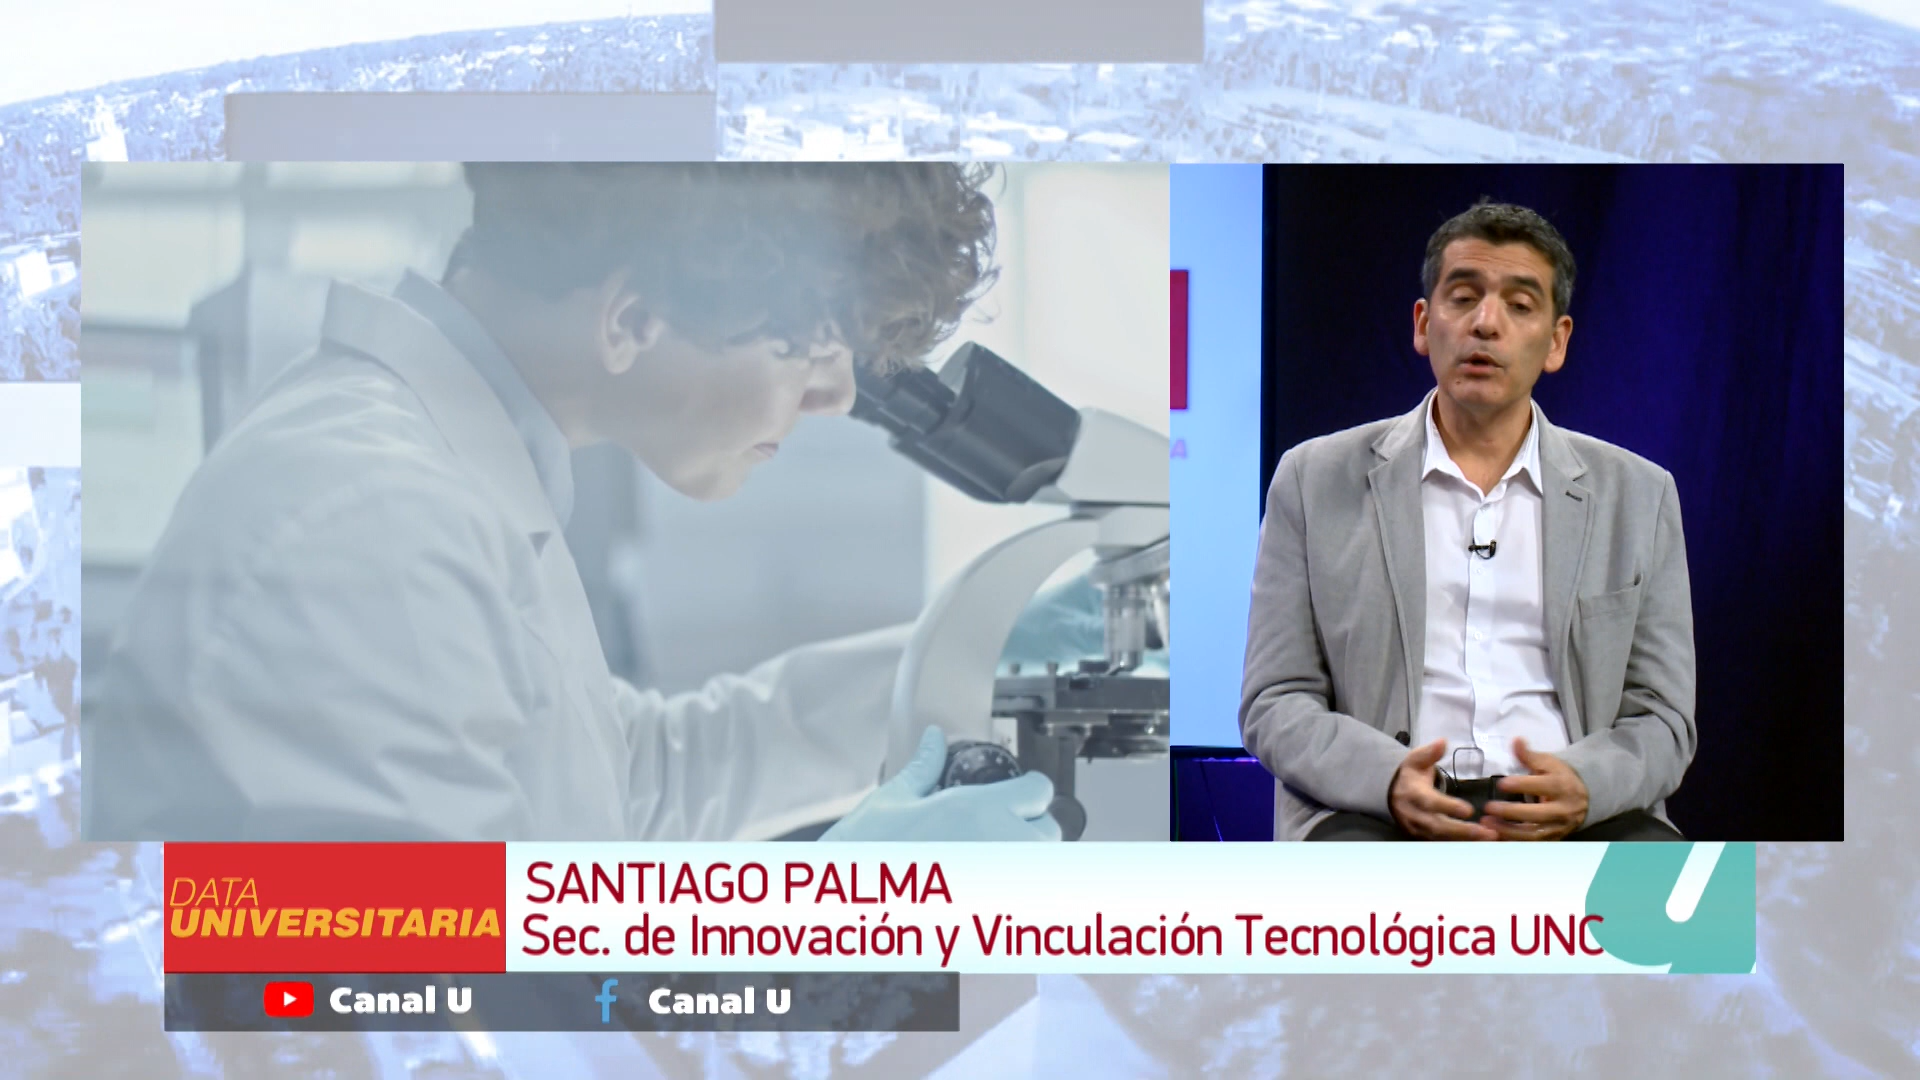 A
DATA
UNIVERSITARIA
SANTIAGO PALMA
Sec. de Innovación y Vinculación Tecnológica UNC
Canal U
Canal U